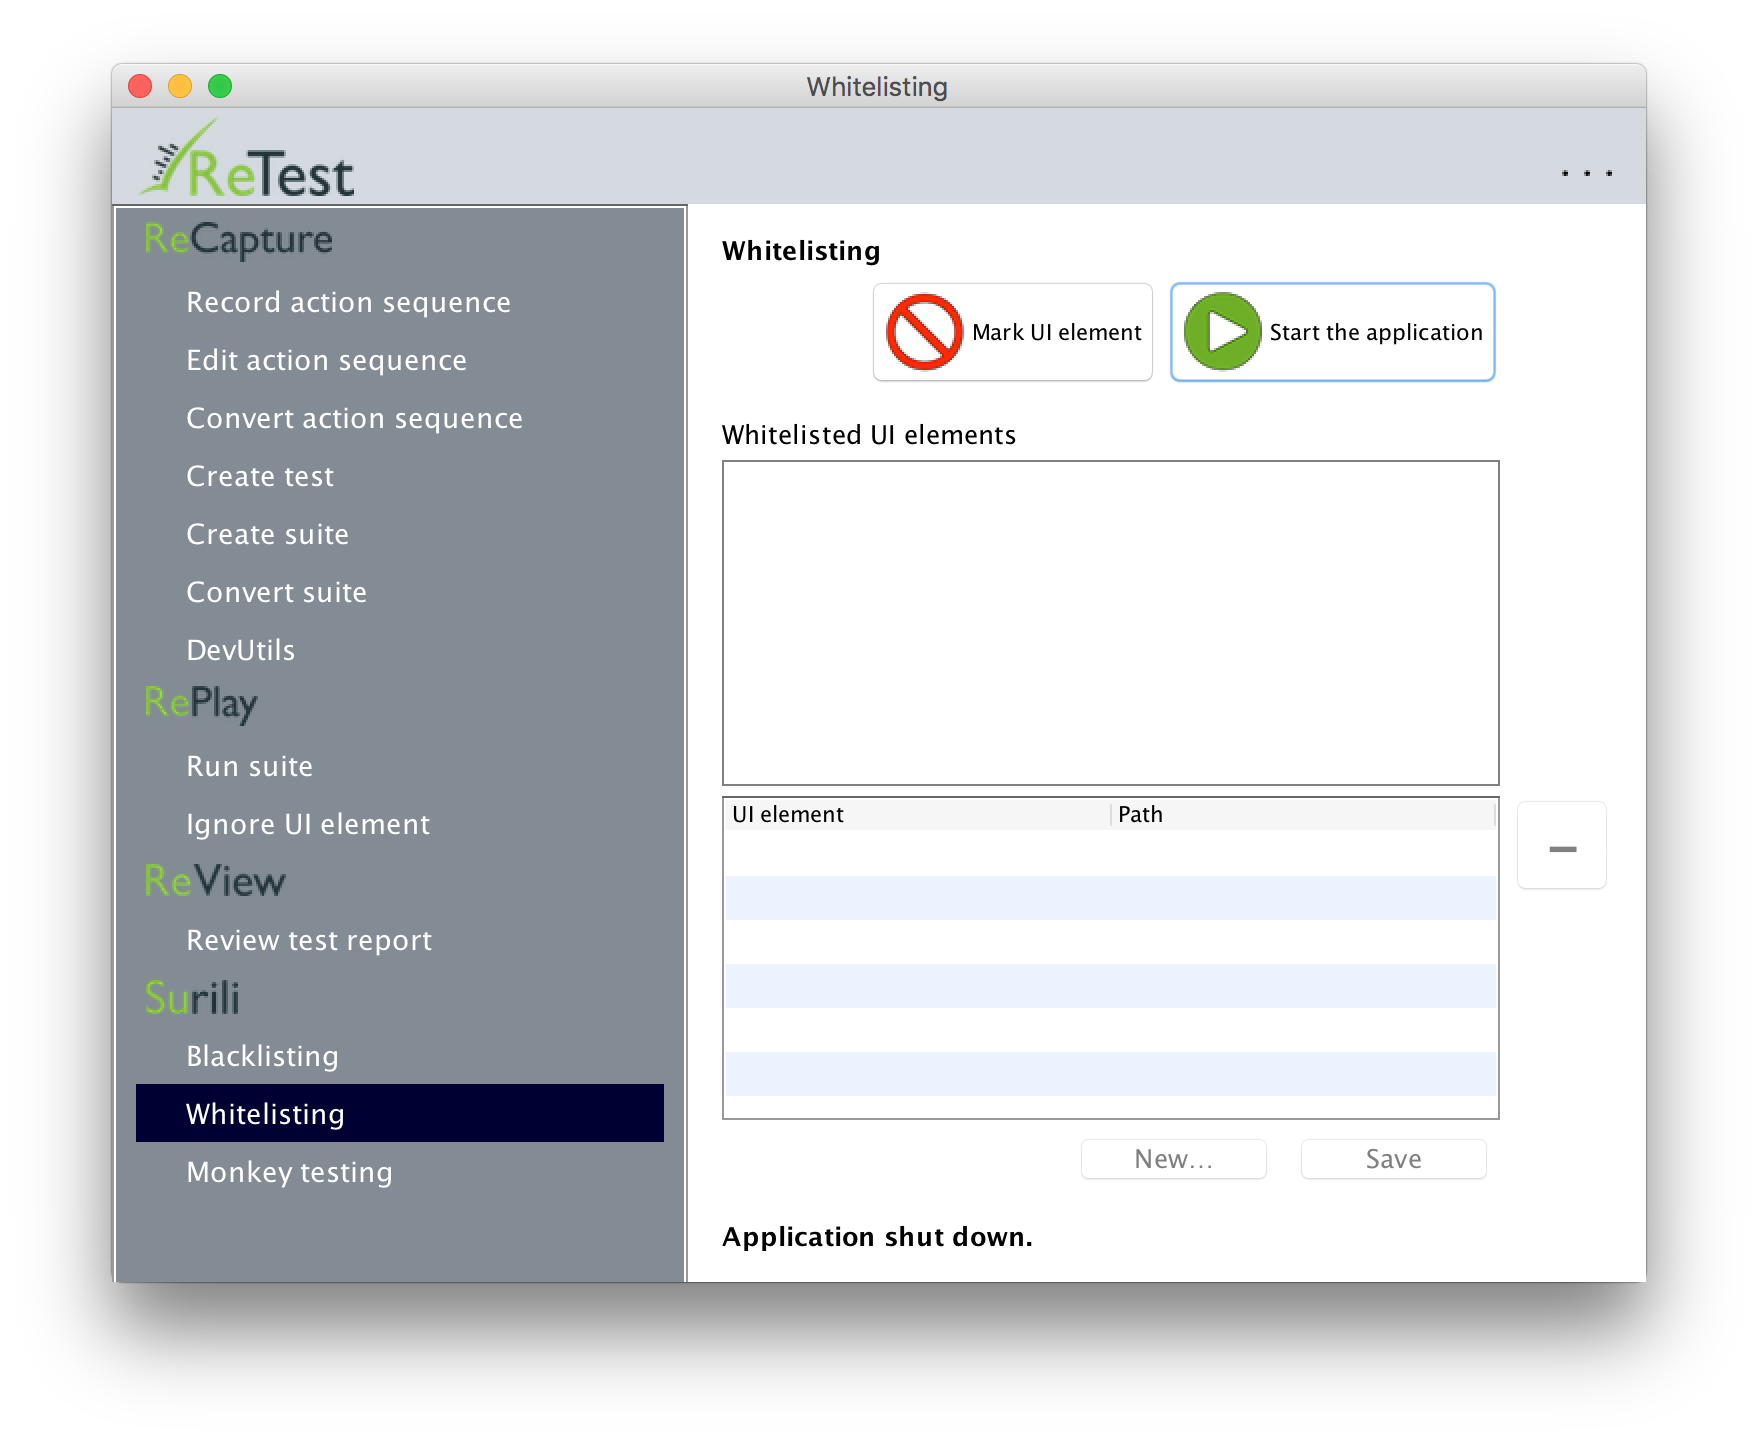 Whitelisting
ReTest
...
ReCapture
Record action sequence
Edit action sequence
Convert action sequence
Create test
Create suite
Convert suite
DevUtils
RePlay
Run suite
Ignore UI element
ReView
Review test report
Surili
Blacklisting
Whitelisting
Monkey testing
Whitelisting
Mark UI element
Start the application
Whitelisted UI elements
UI element
Path
New...
Save
Application shut down.